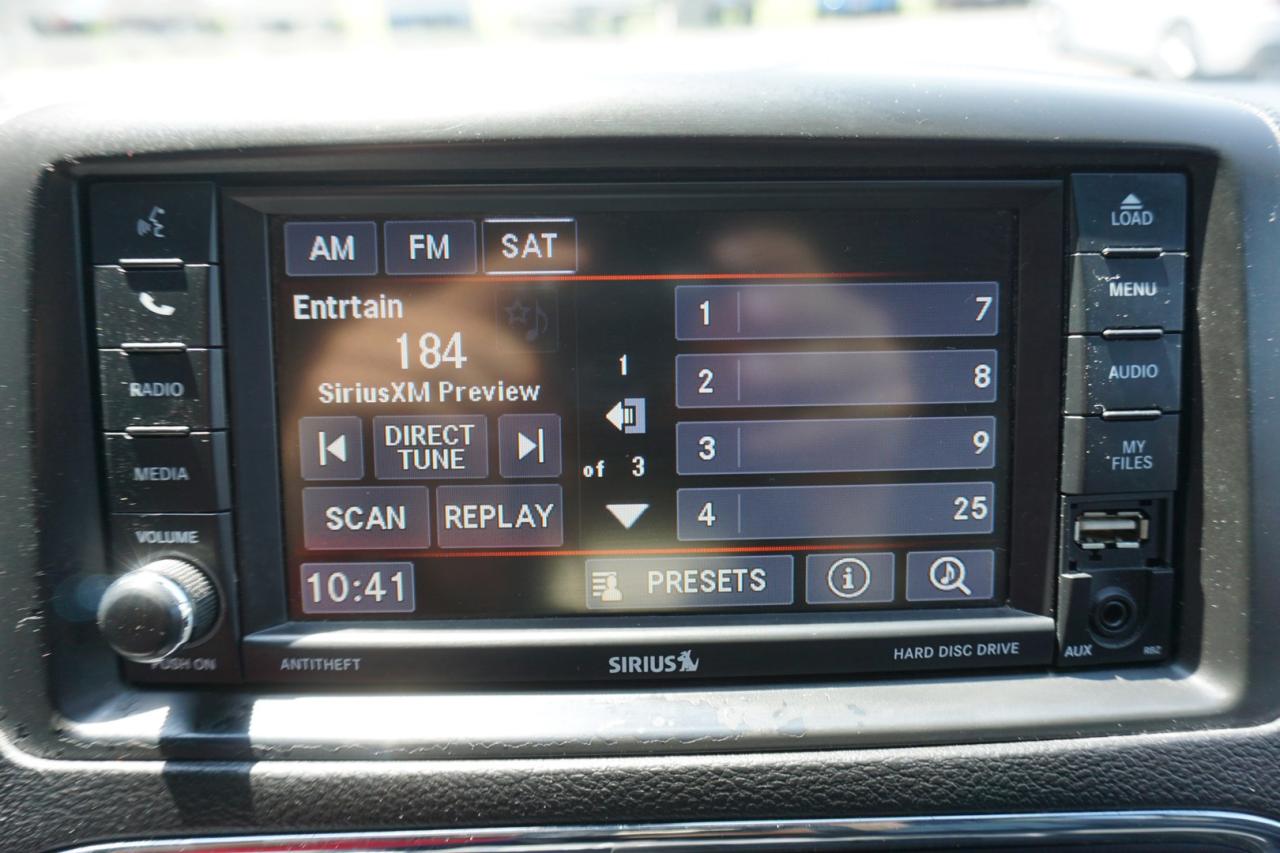 AM FM SAT
Entrtain
184
SiriusXM Preview
DIRECT
TUNE
SCAN REPLAY
10:41
1
of 3
1 7
2 8
3 9
4 25
PRESETS
RADIO
MEDIA
VOLUME
PUSH ON
LOAD
MENU
AUDIO
MY
FILES
AUX RBZ
ANTITHEFT SIRIUS HARD DISC DRIVE